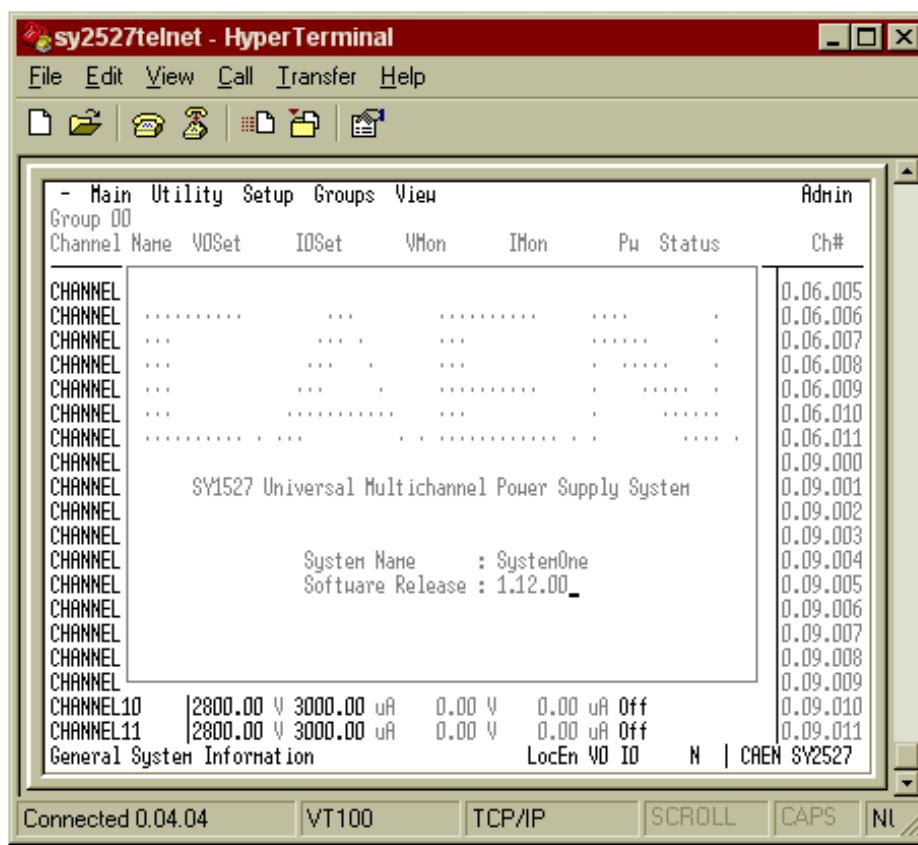 sy2527telnet - HyperTerminal
File Edit View Call Transfer Help
- Main Utility Setup Groups View Admin
Group 00
Channel Name V0Set I0Set VMon IMon Pw Status Ch#
CHANNEL 0.06.005
CHANNEL 0.06.006
CHANNEL 0.06.007
CHANNEL 0.06.008
CHANNEL 0.06.009
CHANNEL 0.06.010
CHANNEL 0.06.011
CHANNEL 0.09.000
CHANNEL SY1527 Universal Multichannel Power Supply System 0.09.001
CHANNEL 0.09.002
CHANNEL 0.09.003
CHANNEL System Name : SystemOne 0.09.004
CHANNEL Software Release : 1.12.00 0.09.005
CHANNEL 0.09.006
CHANNEL 0.09.007
CHANNEL 0.09.008
CHANNEL 0.09.009
CHANNEL10 2800.00 V 3000.00 uA 0.00 V 0.00 uA Off 0.09.010
CHANNEL11 2800.00 V 3000.00 uA 0.00 V 0.00 uA Off 0.09.011
General System Information LocEn V0 I0 N | CAEN SY2527
Connected 0.04.04 VT100 TCP/IP SCROLL CAPS